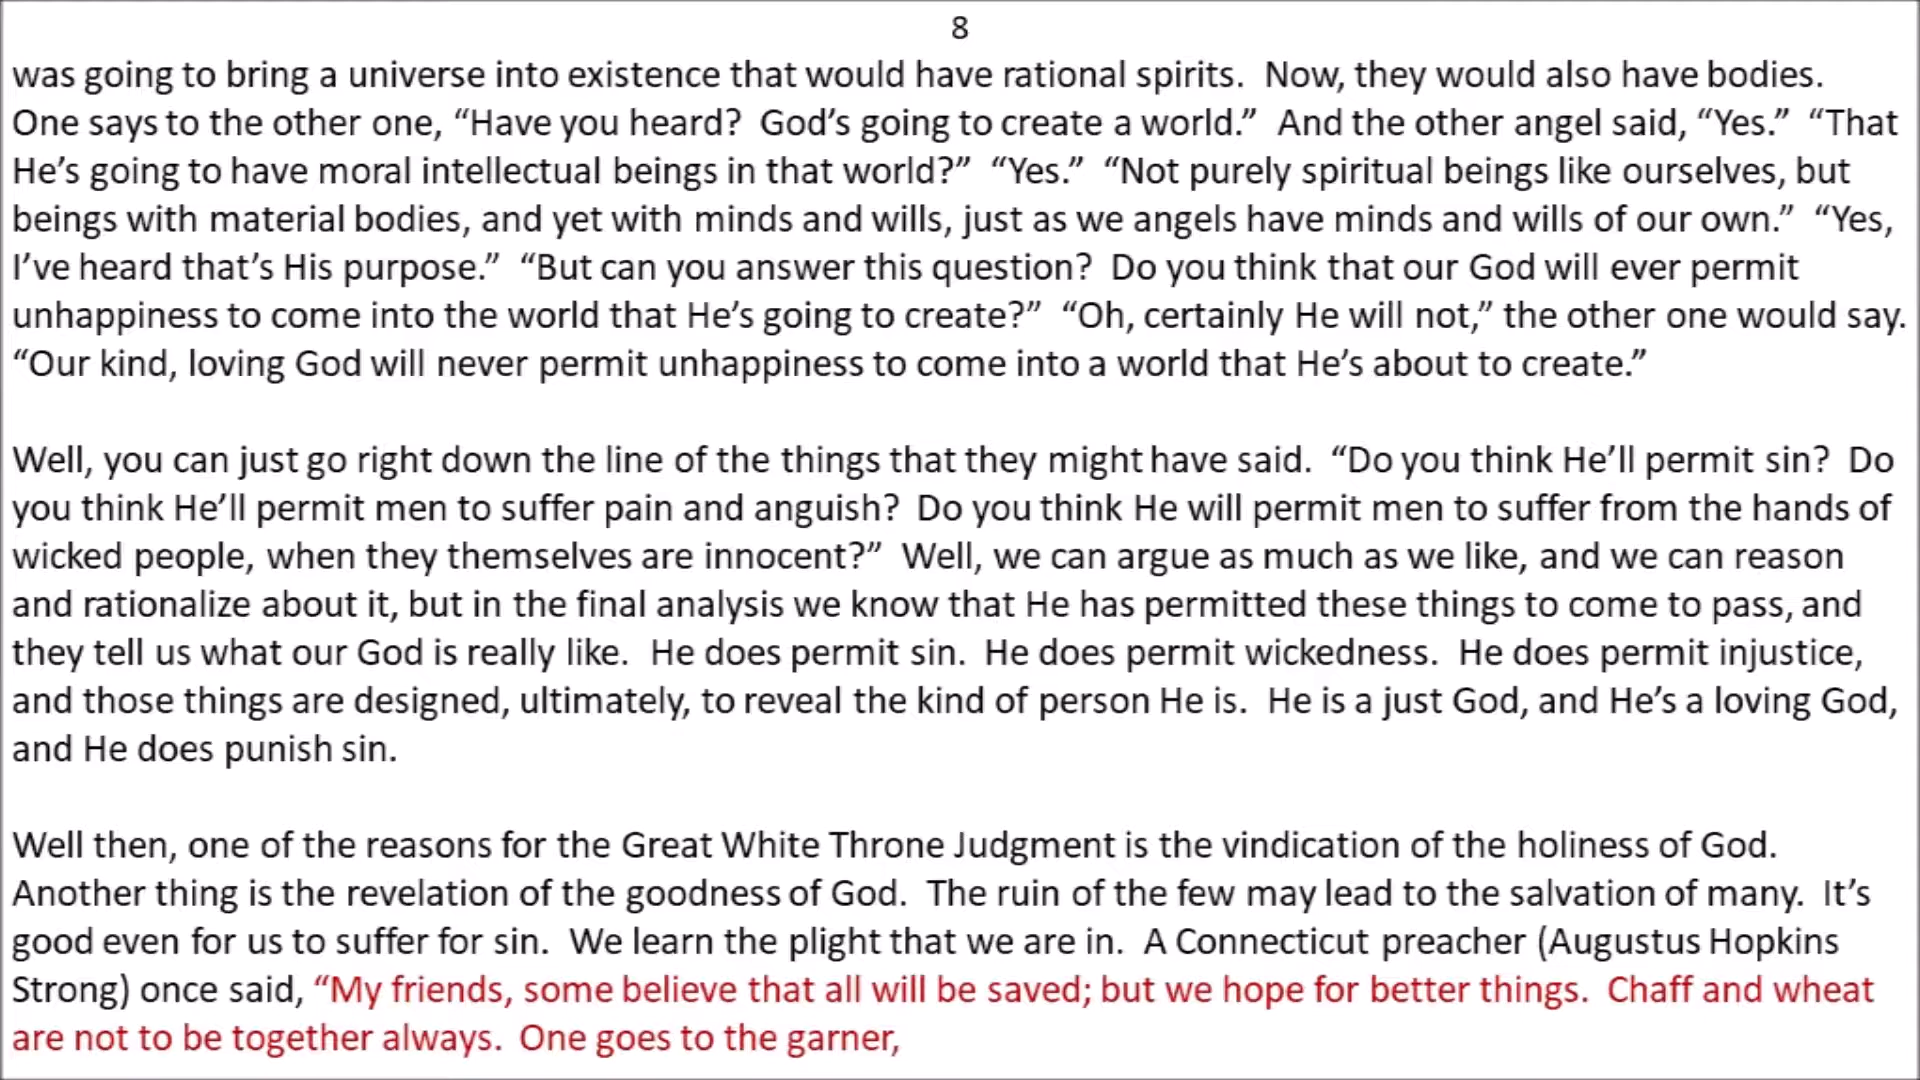 8
was going to bring a universe into existence that would have rational spirits.  Now, they would also have bodies.
One says to the other one, “Have you heard?  God’s going to create a world.”  And the other angel said, “Yes.”  “That
He’s going to have moral intellectual beings in that world?”  “Yes.”  “Not purely spiritual beings like ourselves, but
beings with material bodies, and yet with minds and wills, just as we angels have minds and wills of our own.”  “Yes,
I’ve heard that’s His purpose.”  “But can you answer this question?  Do you think that our God will ever permit
unhappiness to come into the world that He’s going to create?”  “Oh, certainly He will not,” the other one would say.
“Our kind, loving God will never permit unhappiness to come into a world that He’s about to create.”
Well, you can just go right down the line of the things that they might have said.  “Do you think He’ll permit sin?  Do
you think He’ll permit men to suffer pain and anguish?  Do you think He will permit men to suffer from the hands of
wicked people, when they themselves are innocent?”  Well, we can argue as much as we like, and we can reason
and rationalize about it, but in the final analysis we know that He has permitted these things to come to pass, and
they tell us what our God is really like.  He does permit sin.  He does permit wickedness.  He does permit injustice,
and those things are designed, ultimately, to reveal the kind of person He is.  He is a just God, and He’s a loving God,
and He does punish sin.
Well then, one of the reasons for the Great White Throne Judgment is the vindication of the holiness of God.
Another thing is the revelation of the goodness of God.  The ruin of the few may lead to the salvation of many.  It’s
good even for us to suffer for sin.  We learn the plight that we are in.  A Connecticut preacher (Augustus Hopkins
Strong) once said, “My friends, some believe that all will be saved; but we hope for better things.  Chaff and wheat
are not to be together always.  One goes to the garner,